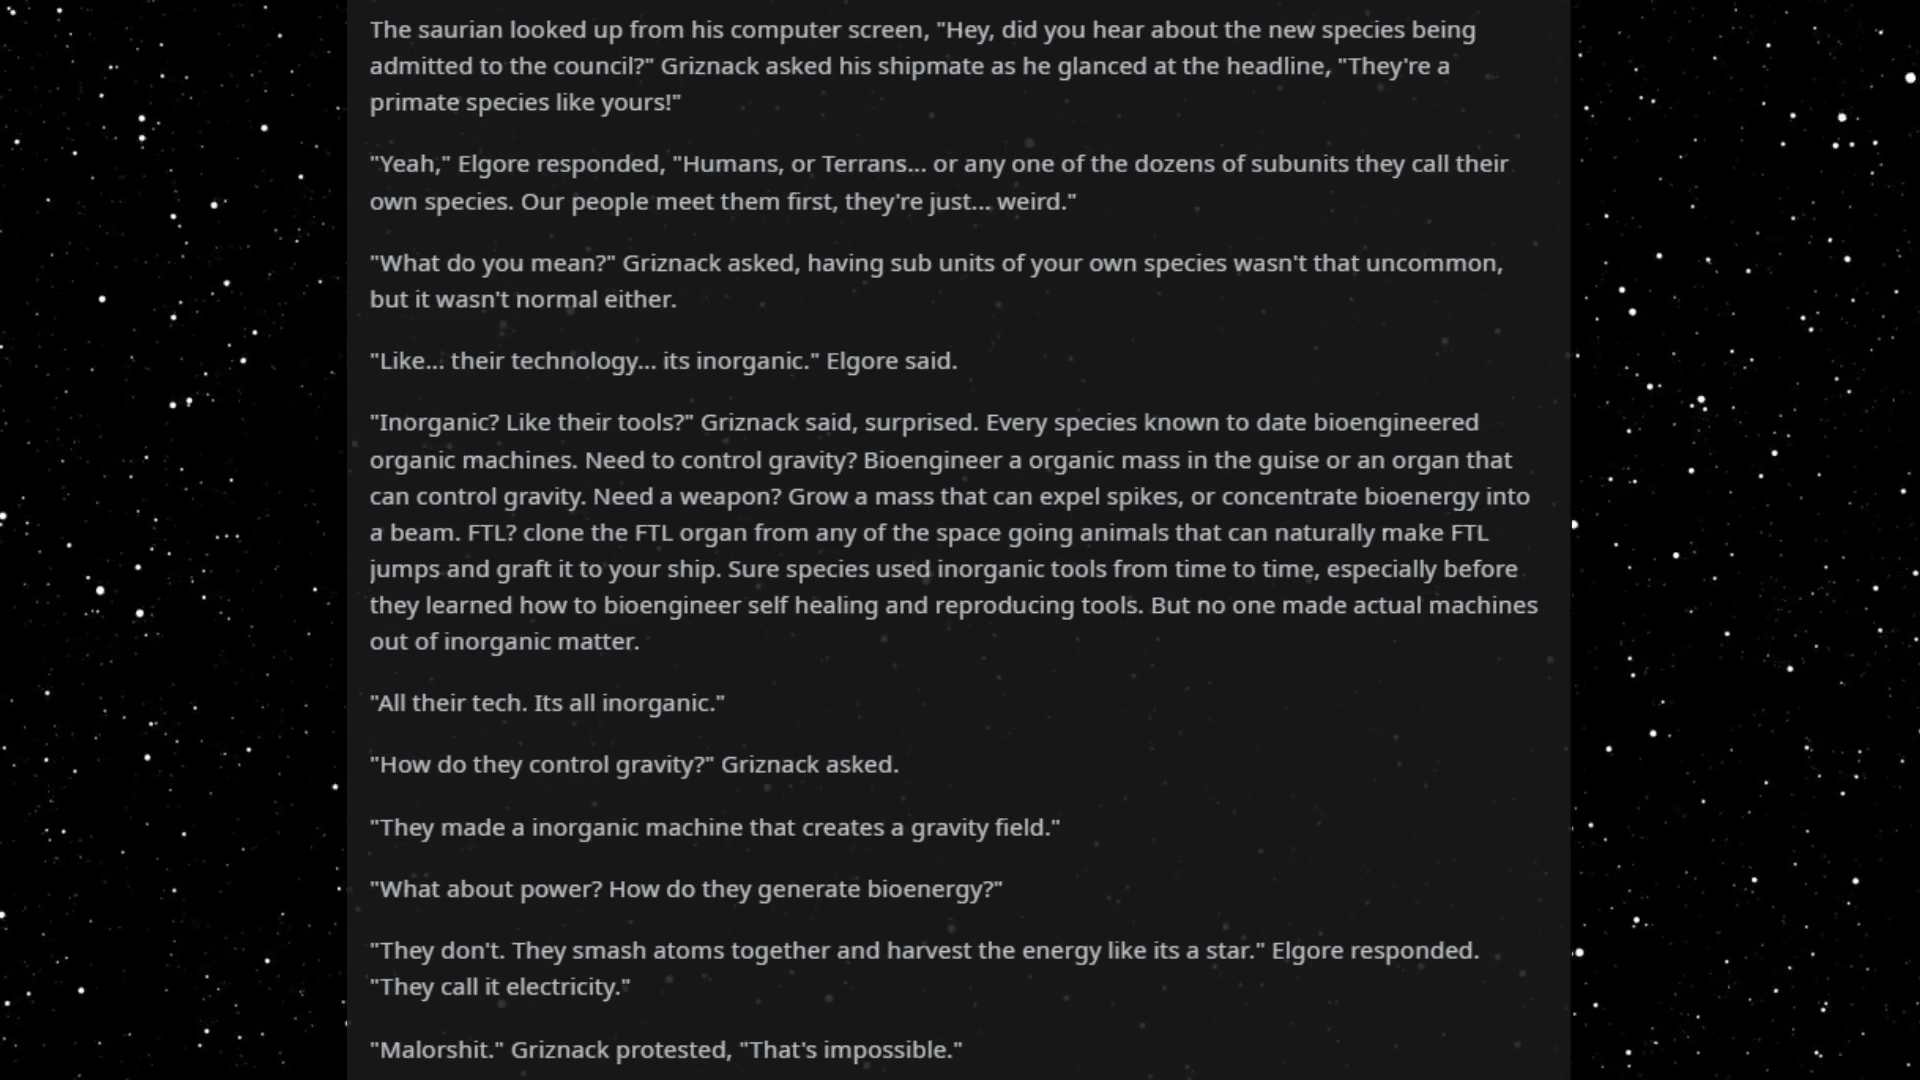 The saurian looked up from his computer screen, "Hey, did you hear about the new species being
admitted to the council?" Griznack asked his shipmate as he glanced at the headline, "They're a
primate species like yours!"
"Yeah," Elgore responded, "Humans, or Terrans... or any one of the dozens of subunits they call their
own species. Our people meet them first, they're just... weird."
"What do you mean?" Griznack asked, having sub units of your own species wasn't that uncommon,
but it wasn't normal either.
"Like... their technology... its inorganic." Elgore said.
"Inorganic? Like their tools?" Griznack said, surprised. Every species known to date bioengineered
organic machines. Need to control gravity? Bioengineer a organic mass in the guise or an organ that
can control gravity. Need a weapon? Grow a mass that can expel spikes, or concentrate bioenergy into
a beam. FTL? clone the FTL organ from any of the space going animals that can naturally make FTL
jumps and graft it to your ship. Sure species used inorganic tools from time to time, especially before
they learned how to bioengineer self healing and reproducing tools. But no one made actual machines
out of inorganic matter.
"All their tech. Its all inorganic."
"How do they control gravity?" Griznack asked.
"They made a inorganic machine that creates a gravity field."
"What about power? How do they generate bioenergy?"
"They don't. They smash atoms together and harvest the energy like its a star." Elgore responded.
"They call it electricity."
"Malorshit." Griznack protested, "That's impossible."